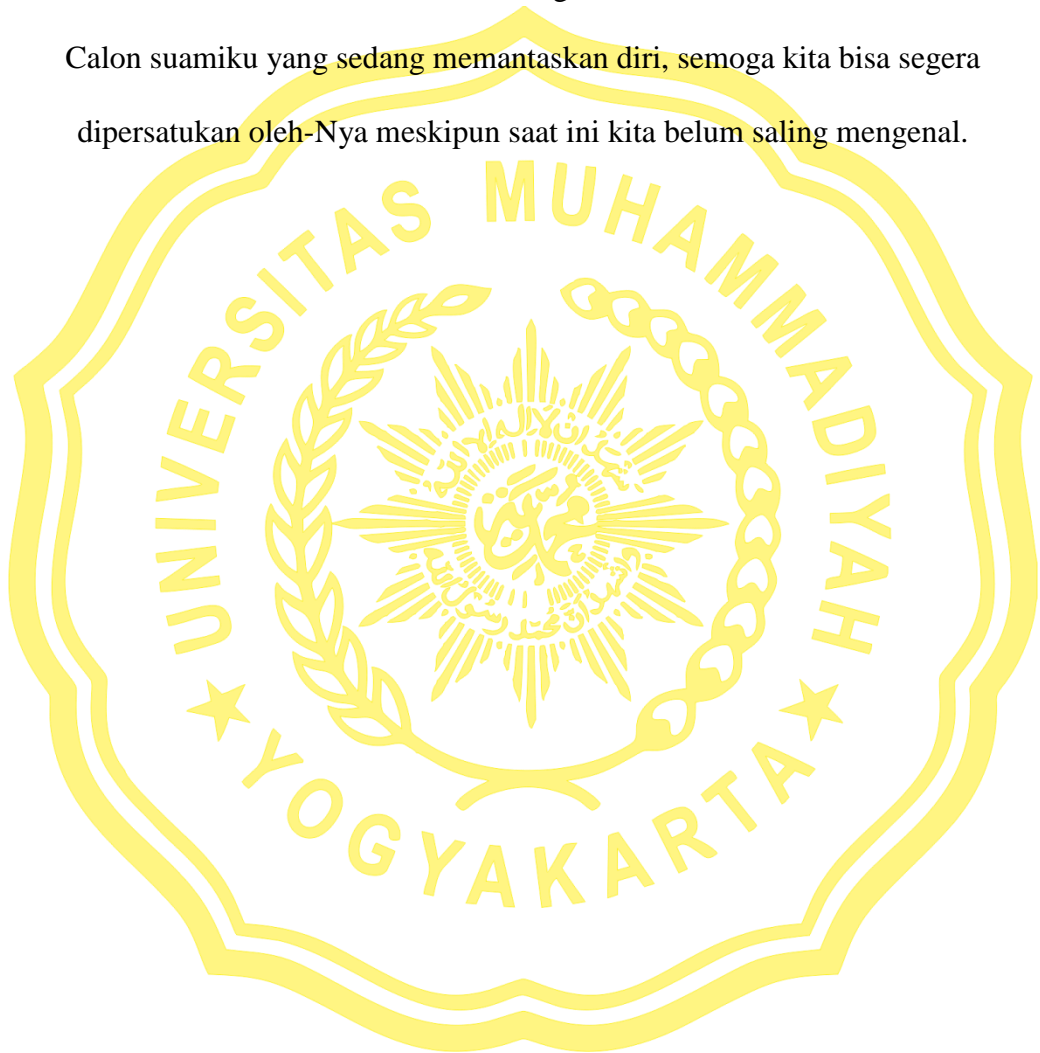 Calon suamiku yang sedang memantaskan diri, semoga kita bisa segera
dipersatukan oleh-Nya meskipun saat ini kita belum saling mengenal.
UNIVERSITAS MUHAMMADIYAH
YOGYAKARTA